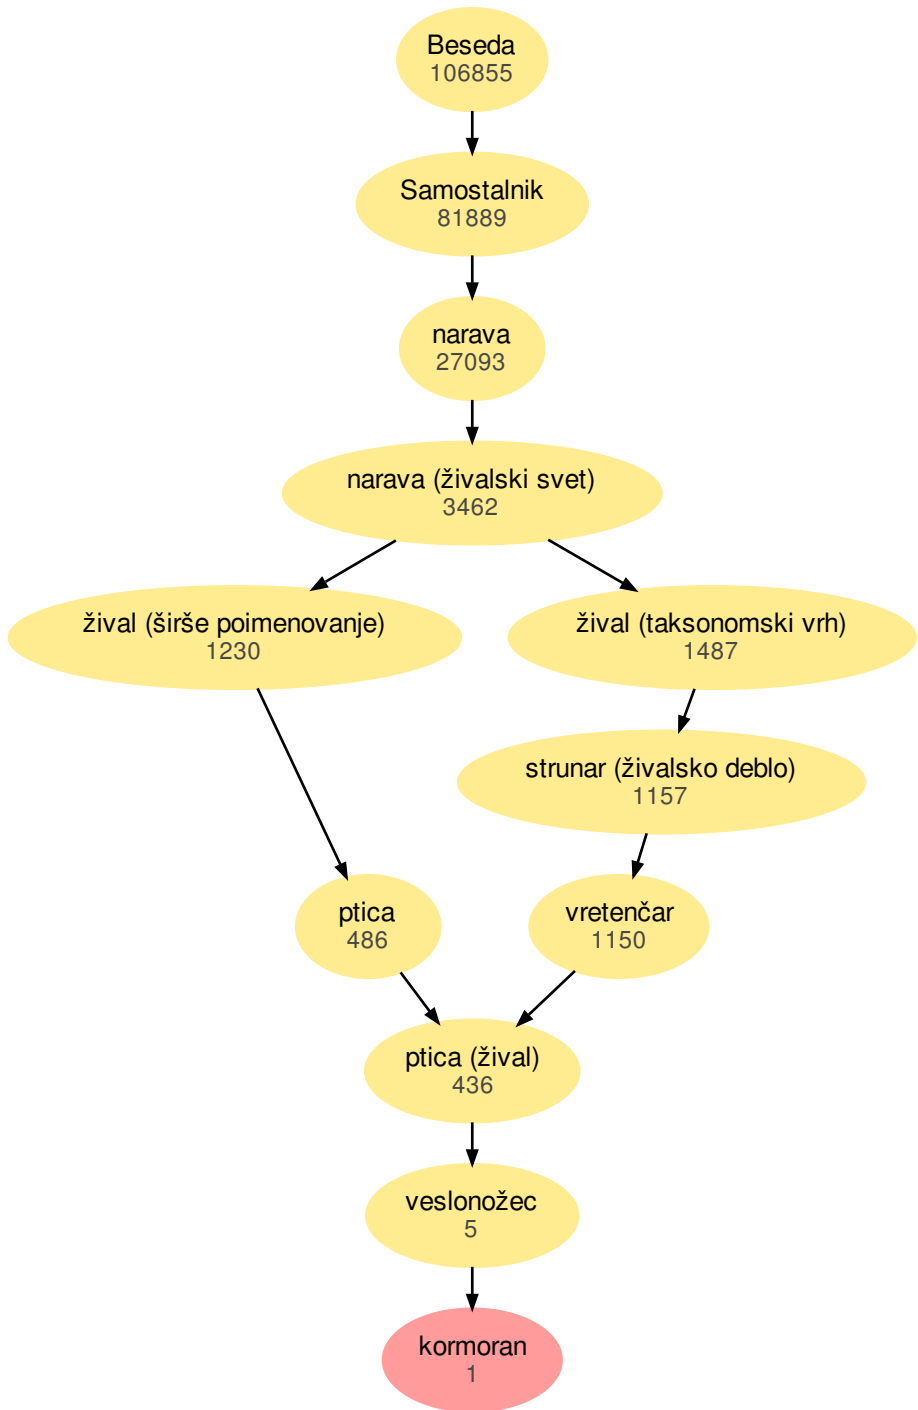 Beseda
106855
Samostalnik
81889
narava
27093
narava (živalski svet)
3462
žival (širše poimenovanje)
1230
žival (taksonomski vrh)
1487
strunar (živalsko deblo)
1157
ptica
486
vretenčar
1150
ptica (žival)
436
veslonožec
5
kormoran
1